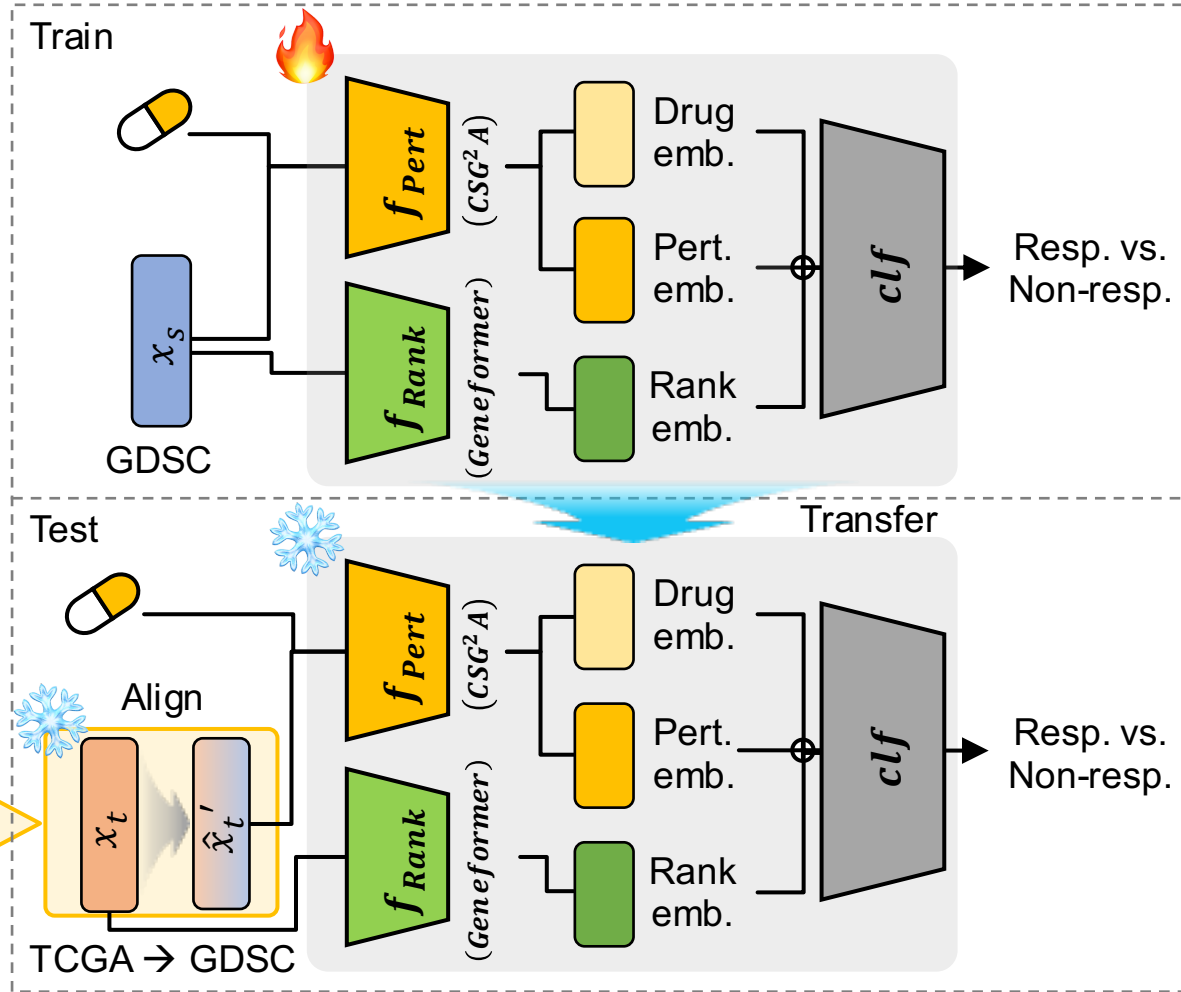 Train
f_Pert
(CSG² A)
Drug
emb.
Pert.
emb.
x_s
GDSC
f_Rank
(Geneformer)
Rank
emb.
clf
Resp. vs.
Non-resp.
Test
Transfer
f_Pert
(CSG² A)
Drug
emb.
Align
x_t
x̂_t′
Pert.
emb.
f_Rank
(Geneformer)
Rank
emb.
clf
Resp. vs.
Non-resp.
TCGA → GDSC